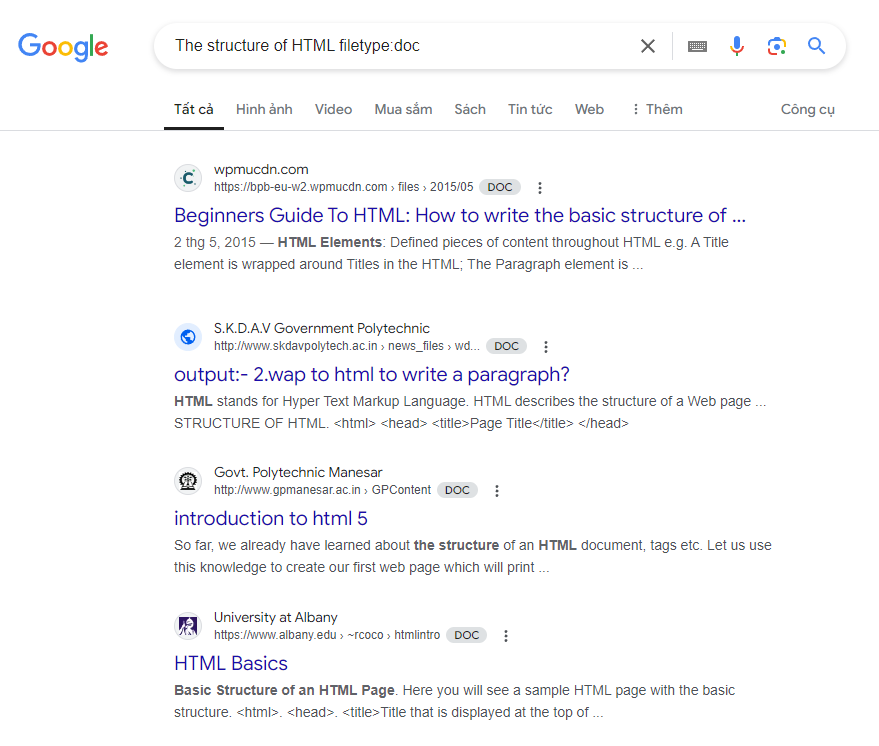 Google
The structure of HTML filetype:doc
Tất cả Hình ảnh Video Mua sắm Sách Tin tức Web Thêm Công cụ
wpmucdn.com
https://bpb-eu-w2.wpmucdn.com › files › 2015/05 DOC
Beginners Guide To HTML: How to write the basic structure of ...
2 thg 5, 2015 — HTML Elements: Defined pieces of content throughout HTML e.g. A Title
element is wrapped around Titles in the HTML; The Paragraph element is ...
S.K.D.A.V Government Polytechnic
http://www.skdavpolytech.ac.in › news_files › wd... DOC
output:- 2.wap to html to write a paragraph?
HTML stands for Hyper Text Markup Language. HTML describes the structure of a Web page ...
STRUCTURE OF HTML. <html> <head> <title>Page Title</title> </head>
Govt. Polytechnic Manesar
http://www.gpmanesar.ac.in › GPContent DOC
introduction to html 5
So far, we already have learned about the structure of an HTML document, tags etc. Let us use
this knowledge to create our first web page which will print ...
University at Albany
https://www.albany.edu › ~rcoco › htmlintro DOC
HTML Basics
Basic Structure of an HTML Page. Here you will see a sample HTML page with the basic
structure. <html>. <head>. <title>Title that is displayed at the top of ...